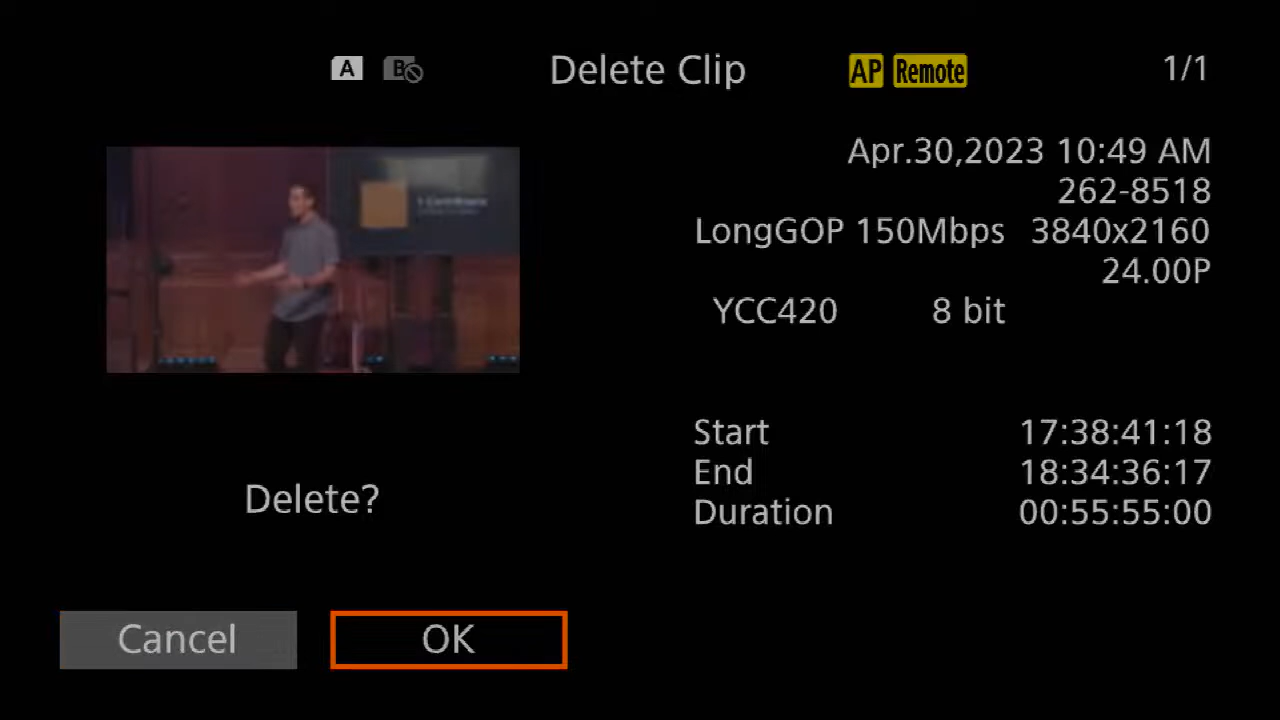 A B Delete Clip AP Remote 1/1
Apr.30,2023 10:49 AM
262-8518
LongGOP 150Mbps 3840x2160
24.00P
YCC420 8 bit
Start 17:38:41:18
End 18:34:36:17
Duration 00:55:55:00
Delete?
Cancel OK